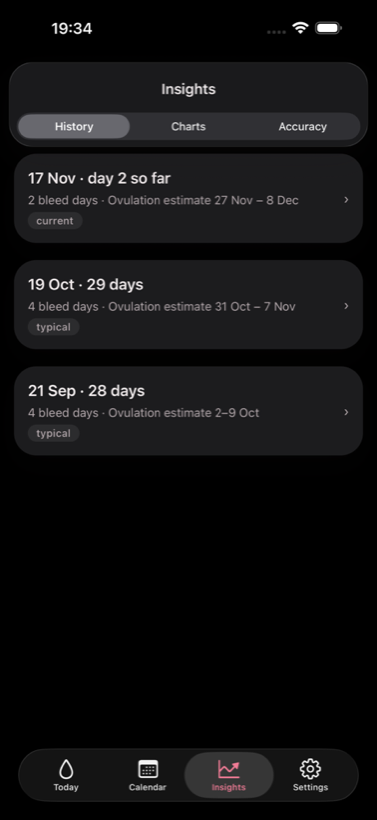 19:34
Insights
History
Charts
Accuracy
17 Nov · day 2 so far
2 bleed days · Ovulation estimate 27 Nov – 8 Dec
current
19 Oct · 29 days
4 bleed days · Ovulation estimate 31 Oct – 7 Nov
typical
21 Sep · 28 days
4 bleed days · Ovulation estimate 2–9 Oct
typical
Today
Calendar
Insights
Settings